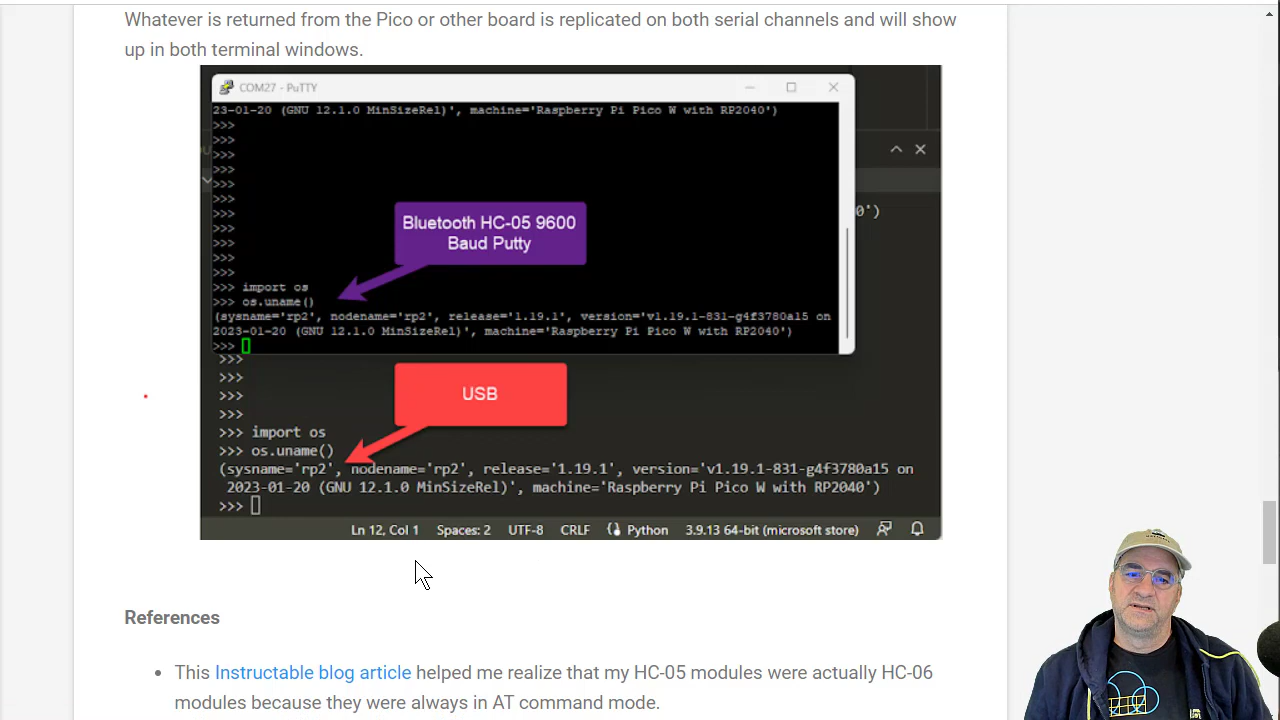 Whatever is returned from the Pico or other board is replicated on both serial channels and will show
up in both terminal windows.
COM27 - PuTTY
23-01-20 (GNU 12.1.0 MinSizeRel)', machine='Raspberry Pi Pico W with RP2040')
>>>
>>>
>>>
>>>
>>>
>>>
>>>
>>>
>>>
>>>
>>>
0')
Bluetooth HC-05 9600
Baud Putty
>>> import os
>>> os.uname()
(sysname='rp2', nodename='rp2', release='1.19.1', version='v1.19.1-831-g4f3780a15 on
2023-01-20 (GNU 12.1.0 MinSizeRel)', machine='Raspberry Pi Pico W with RP2040')
>>>
>>>
>>>
>>>
>>>
USB
>>> import os
>>> os.uname()
(sysname='rp2', nodename='rp2', release='1.19.1', version='v1.19.1-831-g4f3780a15 on
2023-01-20 (GNU 12.1.0 MinSizeRel)', machine='Raspberry Pi Pico W with RP2040')
>>>
Ln 12, Col 1 Spaces: 2 UTF-8 CRLF Python 3.9.13 64-bit (microsoft store)
References
• This Instructable blog article helped me realize that my HC-05 modules were actually HC-06
modules because they were always in AT command mode.